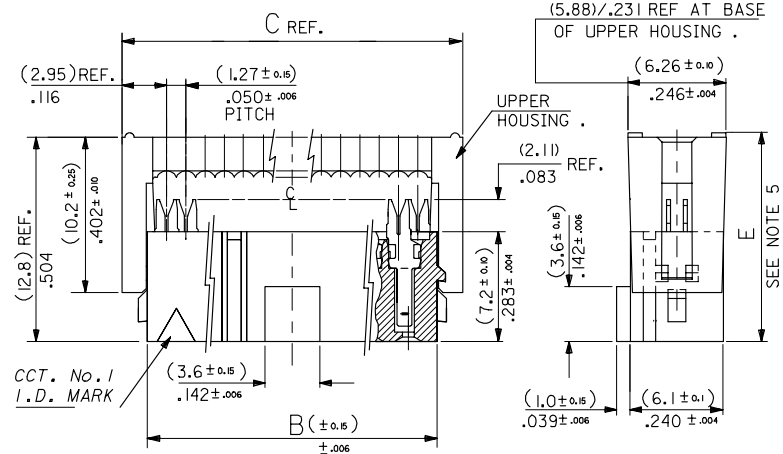 C REF.
(5.88)/.231 REF AT BASE
OF UPPER HOUSING .
(2.95) REF.
.116
(1.27± 0.15)
.050± .006
PITCH
(6.26 ± 0.10)
.246±.004
UPPER
HOUSING .
(2.11)
.083
REF.
(12.8) REF.
.504
(10.2 ± 0.25)
.402± .010
CL
(7.2 ± 0.10)
.283± .004
(3.6± 0.15)
.142± .006
E
SEE NOTE 5
CCT. No.1
I.D. MARK
(3.6± 0.15)
.142± .006
B (± 0.15)
± .006
(1.0± 0.15)
.039± .006
(6.1± 0.1)
.240 ± .004